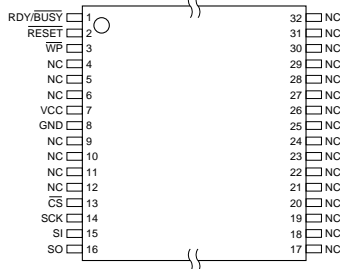 RDY/BUSY 1 32 NC
RESET 2 31 NC
WP 3 30 NC
NC 4 29 NC
NC 5 28 NC
NC 6 27 NC
VCC 7 26 NC
GND 8 25 NC
NC 9 24 NC
NC 10 23 NC
NC 11 22 NC
NC 12 21 NC
CS 13 20 NC
SCK 14 19 NC
SI 15 18 NC
SO 16 17 NC